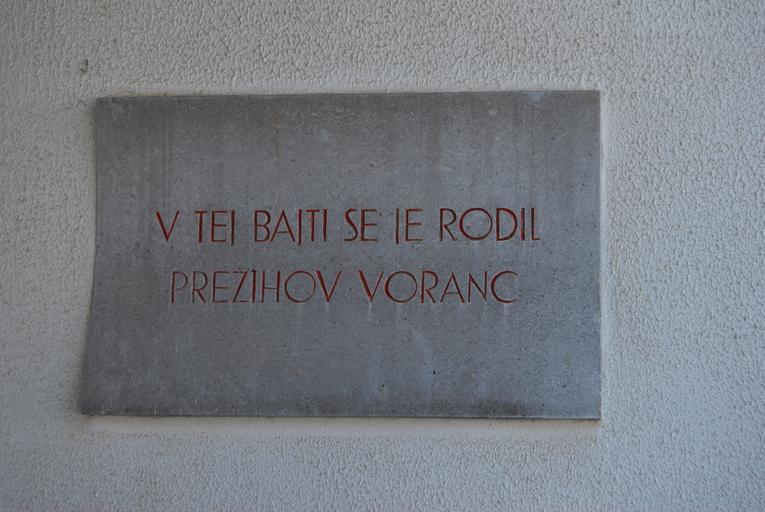 V TEJ BAJTI SE JE RODIL
PREŽIHOV VORANC